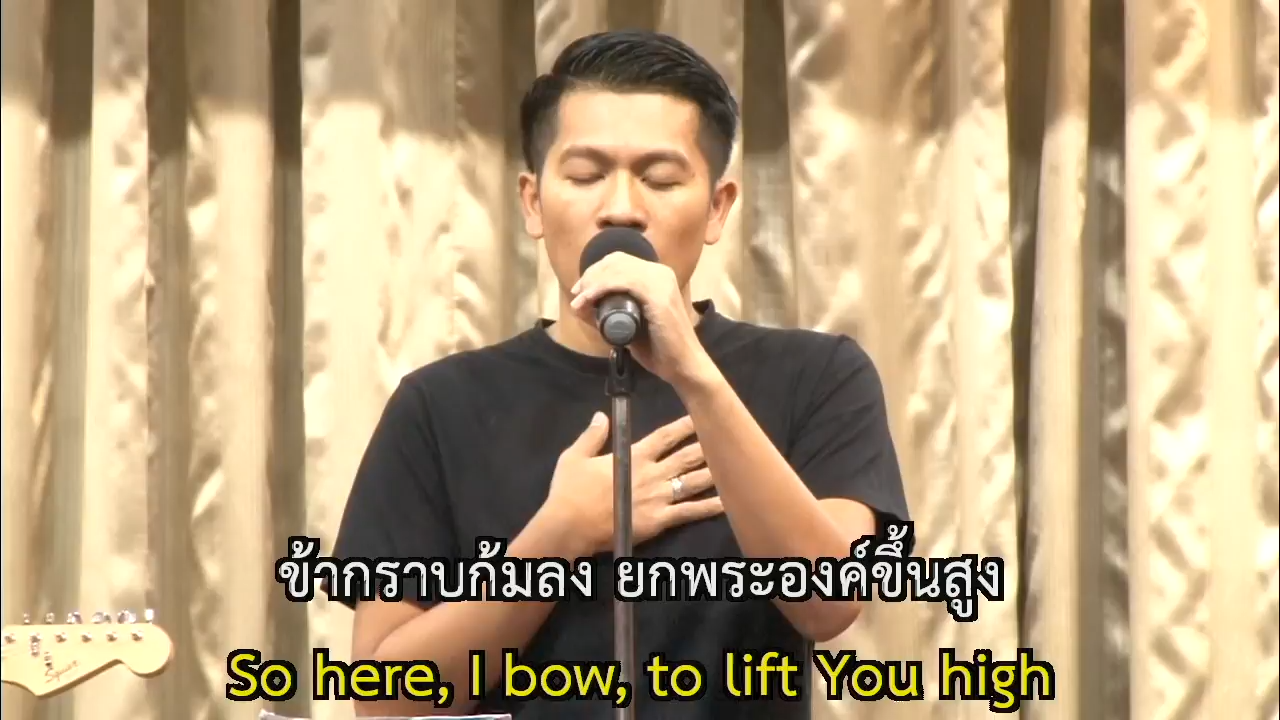 ข้ากราบก้มลง ยกพระองค์ขึ้นสูง
Squier
So here, I bow, to lift You high